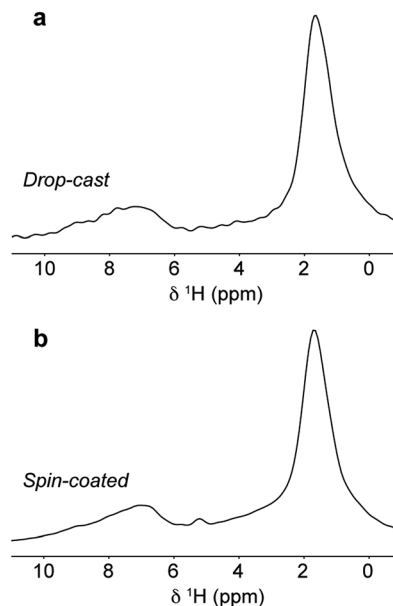 a
Drop-cast
10 8 6 4 2 0
δ ¹H (ppm)
b
Spin-coated
10 8 6 4 2 0
δ ¹H (ppm)